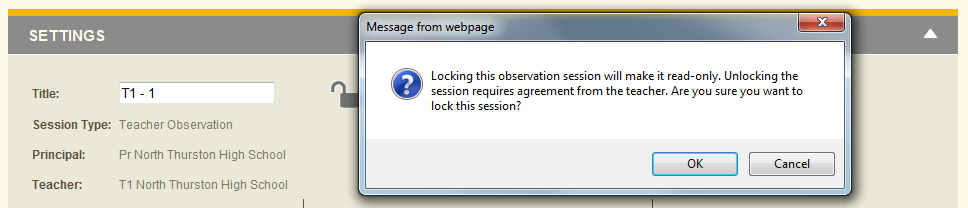 SETTINGS
Message from webpage
Locking this observation session will make it read-only. Unlocking the
session requires agreement from the teacher. Are you sure you want to
lock this session?
OK Cancel
Title: T1 - 1
Session Type: Teacher Observation
Principal: Pr North Thurston High School
Teacher: T1 North Thurston High School